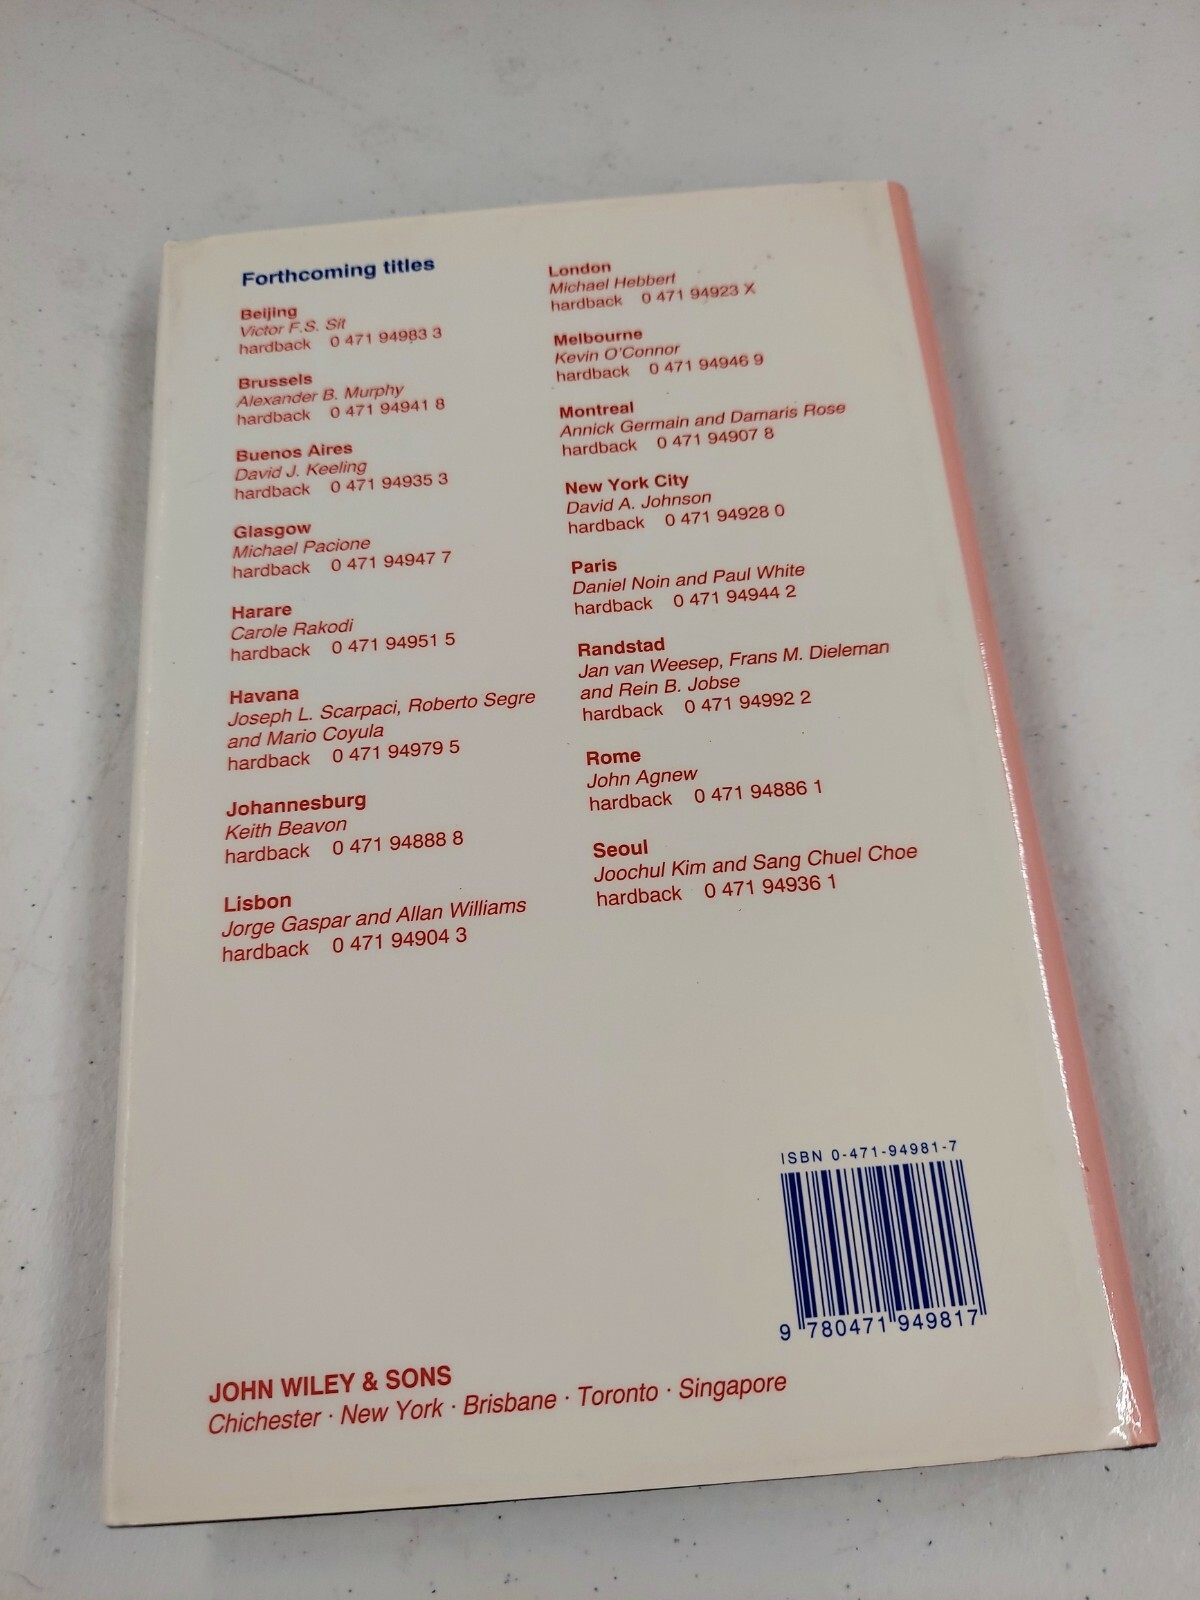 Forthcoming titles
Beijing
Victor F.S. Sit
hardback 0 471 94983 3
Brussels
Alexander B. Murphy
hardback 0 471 94941 8
Buenos Aires
David J. Keeling
hardback 0 471 94935 3
Glasgow
Michael Pacione
hardback 0 471 94947 7
Harare
Carole Rakodi
hardback 0 471 94951 5
Havana
Joseph L. Scarpaci, Roberto Segre
and Mario Coyula
hardback 0 471 94979 5
Johannesburg
Keith Beavon
hardback 0 471 94888 8
Lisbon
Jorge Gaspar and Allan Williams
hardback 0 471 94904 3
London
Michael Hebbert
hardback 0 471 94923 X
Melbourne
Kevin O'Connor
hardback 0 471 94946 9
Montreal
Annick Germain and Damaris Rose
hardback 0 471 94907 8
New York City
David A. Johnson
hardback 0 471 94928 0
Paris
Daniel Noin and Paul White
hardback 0 471 94944 2
Randstad
Jan van Weesep, Frans M. Dieleman
and Rein B. Jobse
hardback 0 471 94992 2
Rome
John Agnew
hardback 0 471 94886 1
Seoul
Joochul Kim and Sang Chuel Choe
hardback 0 471 94936 1
ISBN 0-471-94981-7
9 780471 949817
JOHN WILEY & SONS
Chichester · New York · Brisbane · Toronto · Singapore